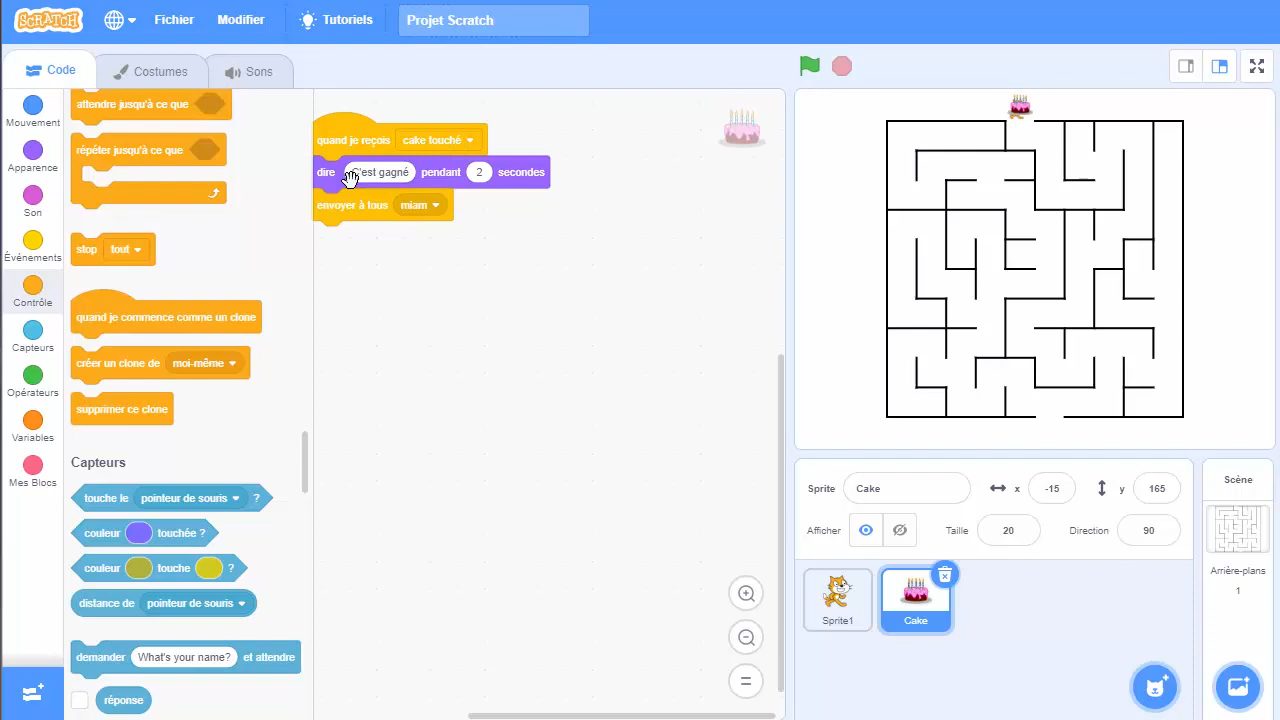 SCRATCH
Fichier
Modifier
Tutoriels
Projet Scratch
Code
Costumes
Sons
Mouvement
Apparence
Son
Événements
Contrôle
Capteurs
Opérateurs
Variables
Mes Blocs
attendre jusqu'à ce que
répéter jusqu'à ce que
stop tout
quand je commence comme un clone
créer un clone de moi-même
supprimer ce clone
Capteurs
touche le pointeur de souris ?
couleur touchée ?
couleur touche ?
distance de pointeur de souris
demander What's your name? et attendre
réponse
quand je reçois cake touché
dire C'est gagné pendant 2 secondes
envoyer à tous miam
Sprite Cake x -15 y 165
Afficher Taille 20 Direction 90
Sprite1
Cake
Scène
Arrière-plans
1